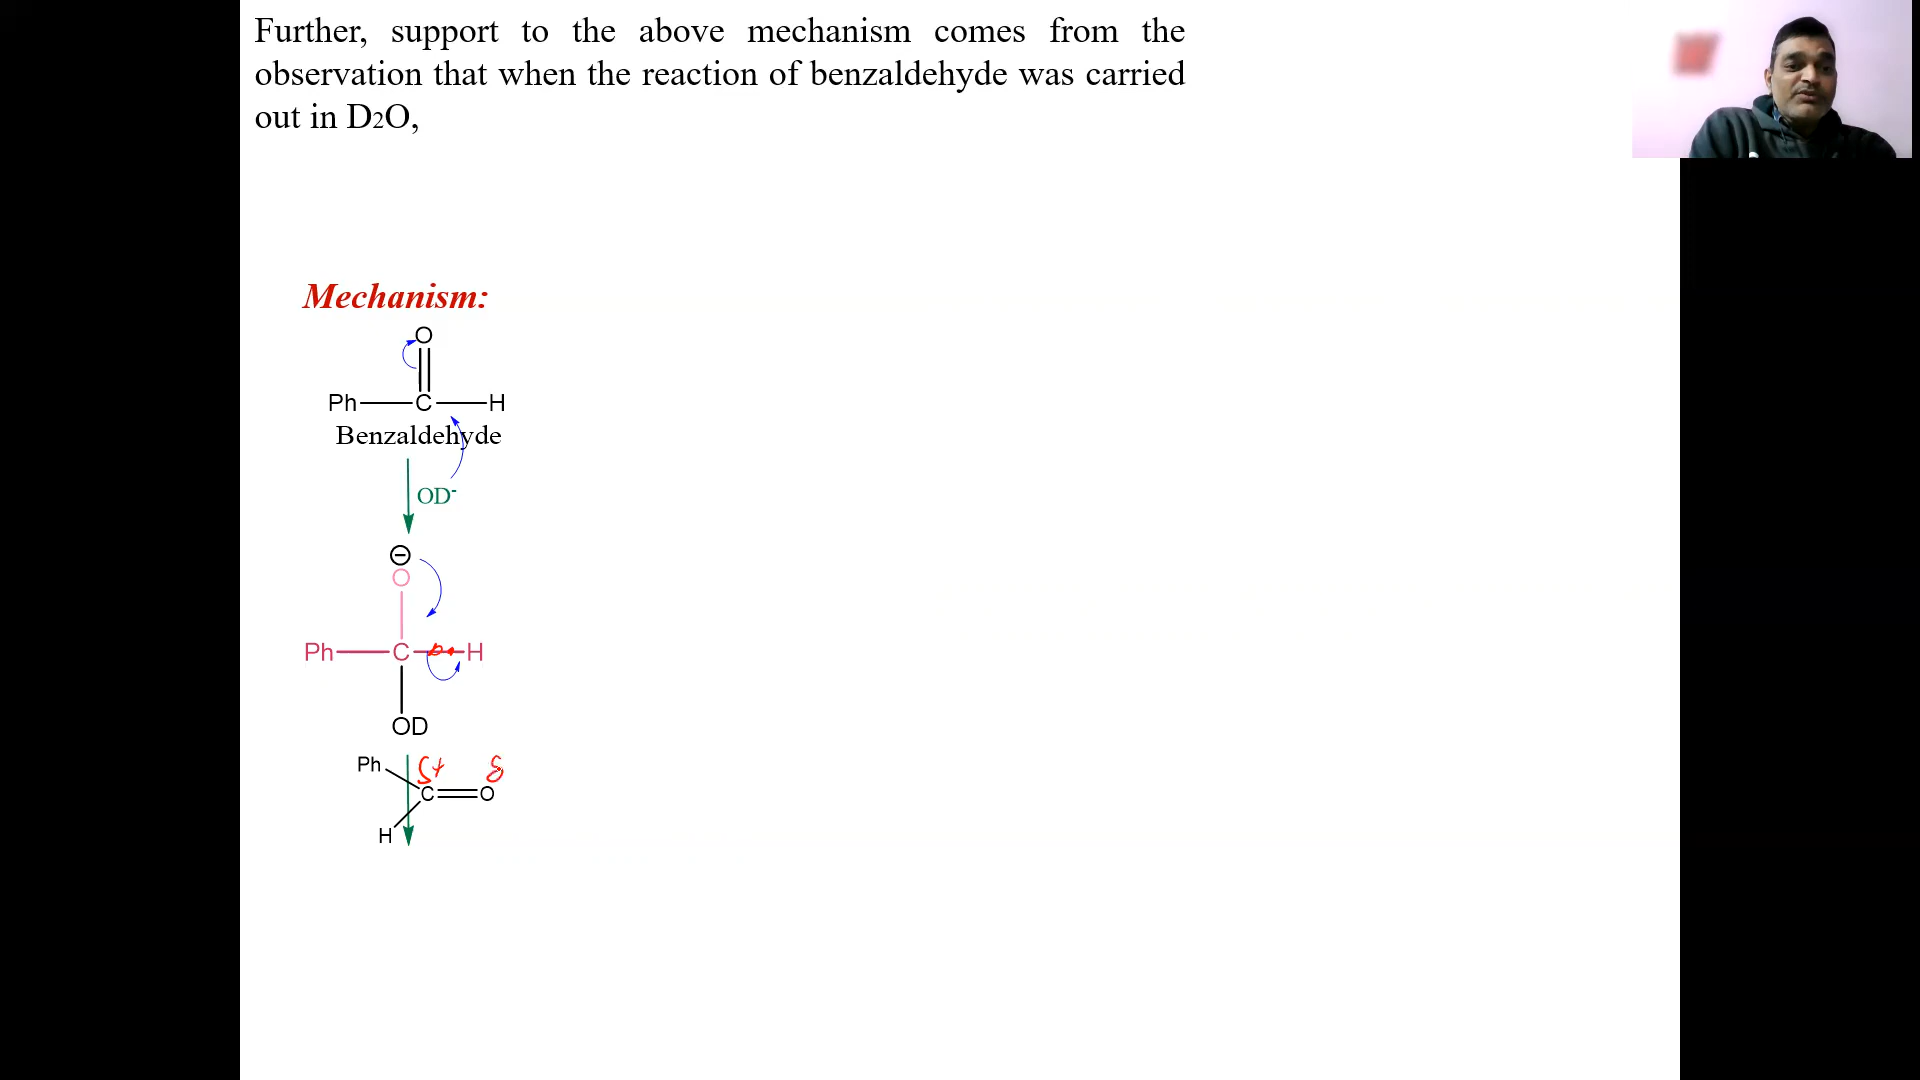 Further, support to the above mechanism comes from the
observation that when the reaction of benzaldehyde was carried
out in D2O,
Mechanism:
O
Ph C H
Benzaldehyde
OD-
⊖
O
Ph C H
OD
Ph δ+ δ
C O
H